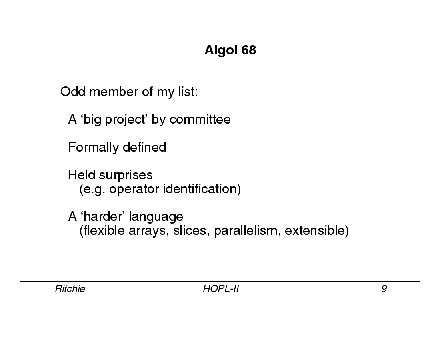 Algol 68
Odd member of my list:
A ‘big project’ by committee
Formally defined
Held surprises
(e.g. operator identification)
A ‘harder’ language
(flexible arrays, slices, parallelism, extensible)
Ritchie HOPL-II 9